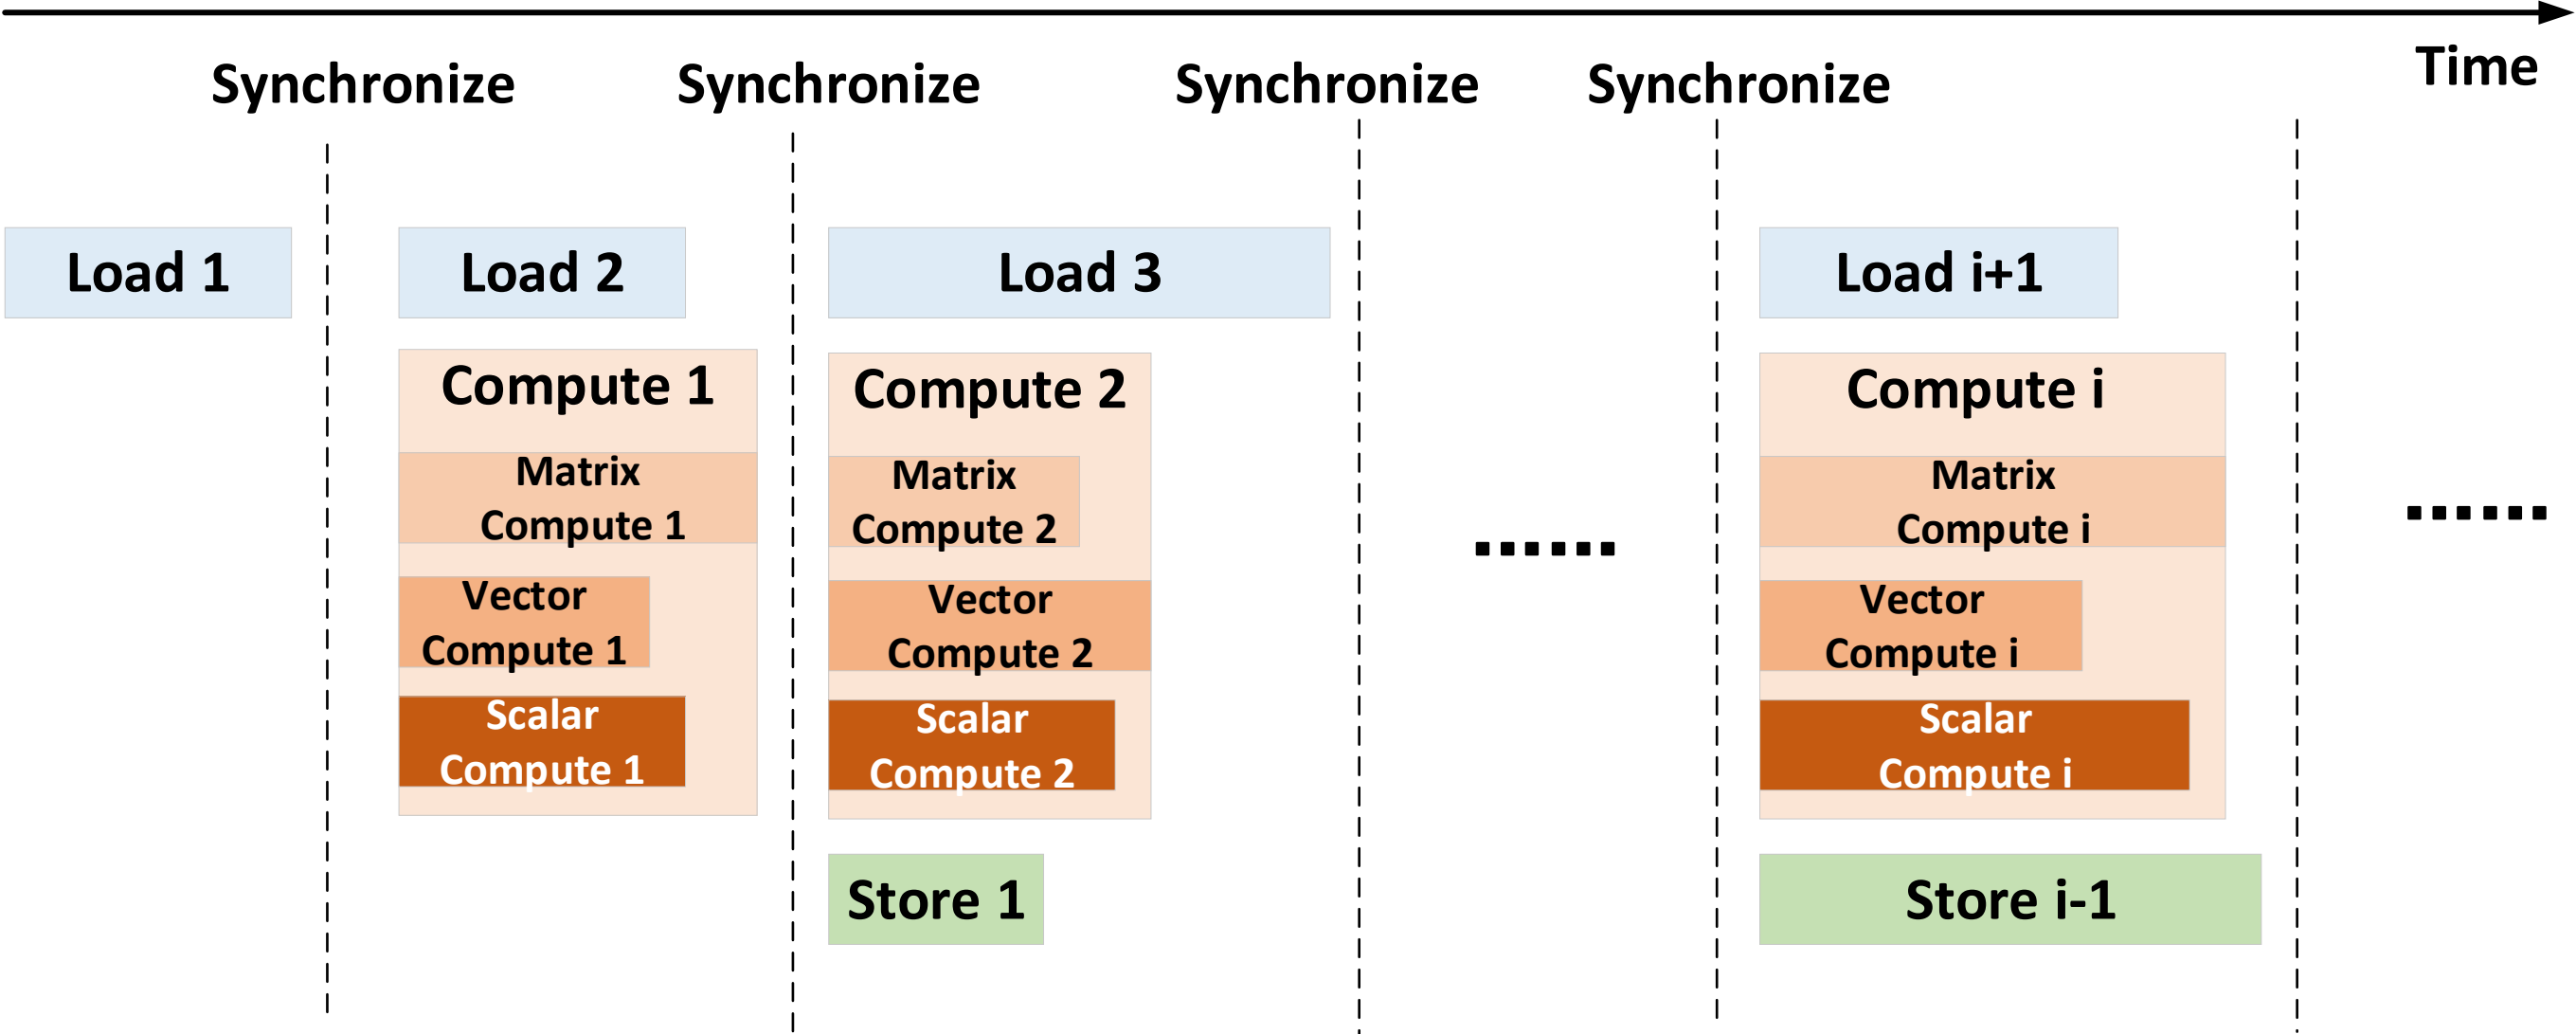 Time
Synchronize
Synchronize
Synchronize
Synchronize
Load 1
Load 2
Load 3
Load i+1
Compute 1
Matrix
Compute 1
Vector
Compute 1
Scalar
Compute 1
Compute 2
Matrix
Compute 2
Vector
Compute 2
Scalar
Compute 2
Store 1
......
Compute i
Matrix
Compute i
Vector
Compute i
Scalar
Compute i
Store i-1
......